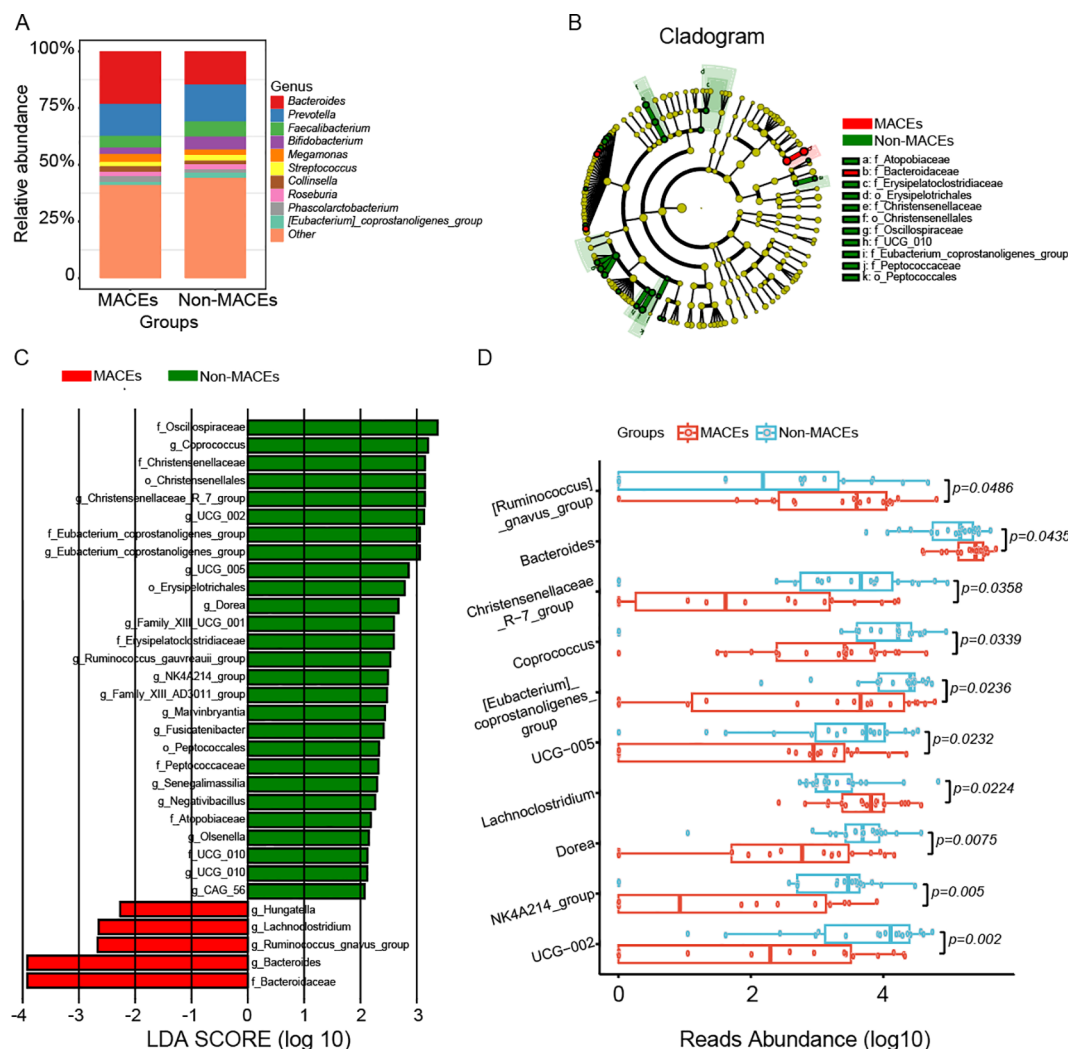 A
100%
75%
50%
25%
0
Relative abundance
MACEs
Non-MACEs
Groups
Genus
Bacteroides
Prevotella
Faecalibacterium
Bifidobacterium
Megamonas
Streptococcus
Collinsella
Roseburia
Phascolarctobacterium
[Eubacterium]_coprostanoligenes_group
Other
B
Cladogram
MACEs
Non-MACEs
a: f_Atopobiaceae
b: f_Bacteroidaceae
c: f_Erysipelatoclostridiaceae
d: o_Erysipelotrichales
e: f_Christensenellaceae
f: o_Christensenellales
g: f_Oscillospiraceae
h: f_UCG_010
i: f_Eubacterium_coprostanoligenes_group
j: f_Peptococcaceae
k: o_Peptococcales
C
MACEs
Non-MACEs
f_Oscillospiraceae
g_Coprococcus
f_Christensenellaceae
o_Christensenellales
g_Christensenellaceae_R_7_group
g_UCG_002
f_Eubacterium_coprostanoligenes_group
g_Eubacterium_coprostanoligenes_group
g_UCG_005
o_Erysipelotrichales
g_Dorea
g_Family_XIII_UCG_001
f_Erysipelatoclostridiaceae
g_Ruminococcus_gauvreauii_group
g_NK4A214_group
g_Family_XIII_AD3011_group
g_Marvinbryantia
g_Fusicatenibacter
o_Peptococcales
f_Peptococcaceae
g_Senegalimassilia
g_Negativibacillus
f_Atopobiaceae
g_Olsenella
f_UCG_010
g_UCG_010
g_CAG_56
g_Hungatella
g_Lachnoclostridium
g_Ruminococcus_gnavus_group
g_Bacteroides
f_Bacteroidaceae
-4 -3 -2 -1 0 1 2 3
LDA SCORE (log 10)
D
Groups MACEs Non-MACEs
[Ruminococcus]
_gnavus_group
p=0.0486
Bacteroides
p=0.0435
Christensenellaceae
_R-7_group
p=0.0358
Coprococcus
p=0.0339
[Eubacterium]_
coprostanoligenes_
group
p=0.0236
UCG-005
p=0.0232
Lachnoclostridium
p=0.0224
Dorea
p=0.0075
NK4A214_group
p=0.005
UCG-002
p=0.002
0 2 4
Reads Abundance (log10)